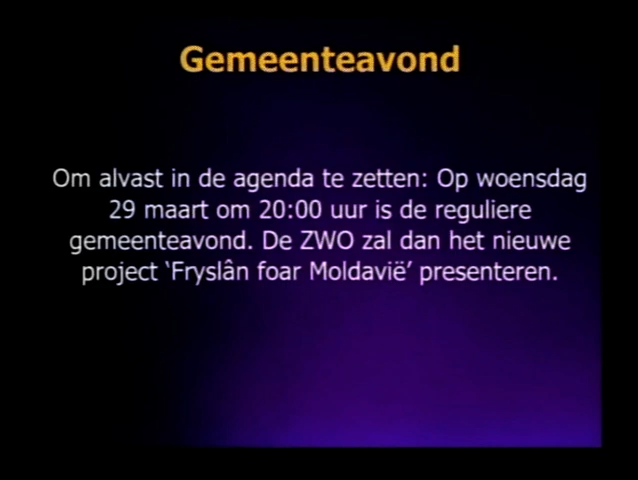 Gemeenteavond
Om alvast in de agenda te zetten: Op woensdag
29 maart om 20:00 uur is de reguliere
gemeenteavond. De ZWO zal dan het nieuwe
project ‘Fryslân foar Moldavië’ presenteren.